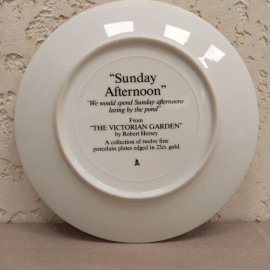 "Sunday
Afternoon"
"We would spend Sunday afternoons
lazing by the pond"
From
"THE VICTORIAN GARDEN"
by Robert Hersey
A collection of twelve fine
porcelain plates edged in 22ct. gold.